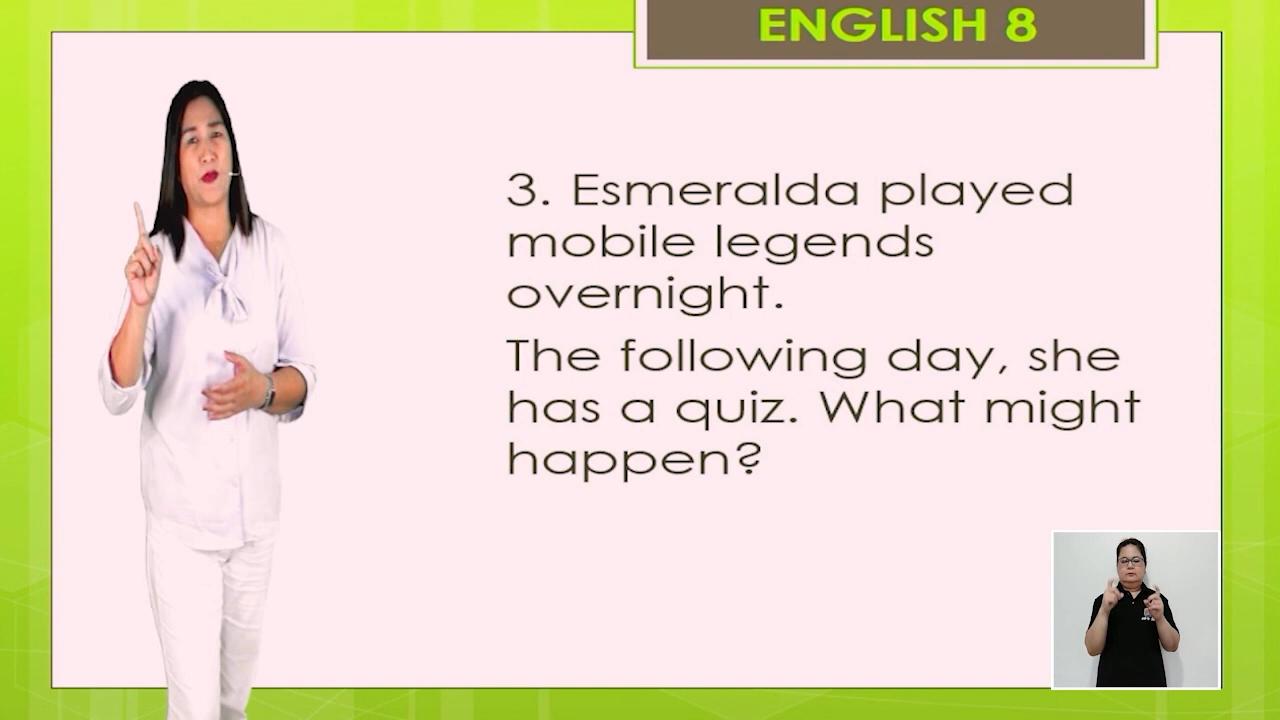 ENGLISH 8
3. Esmeralda played
mobile legends
overnight.
The following day, she
has a quiz. What might
happen?